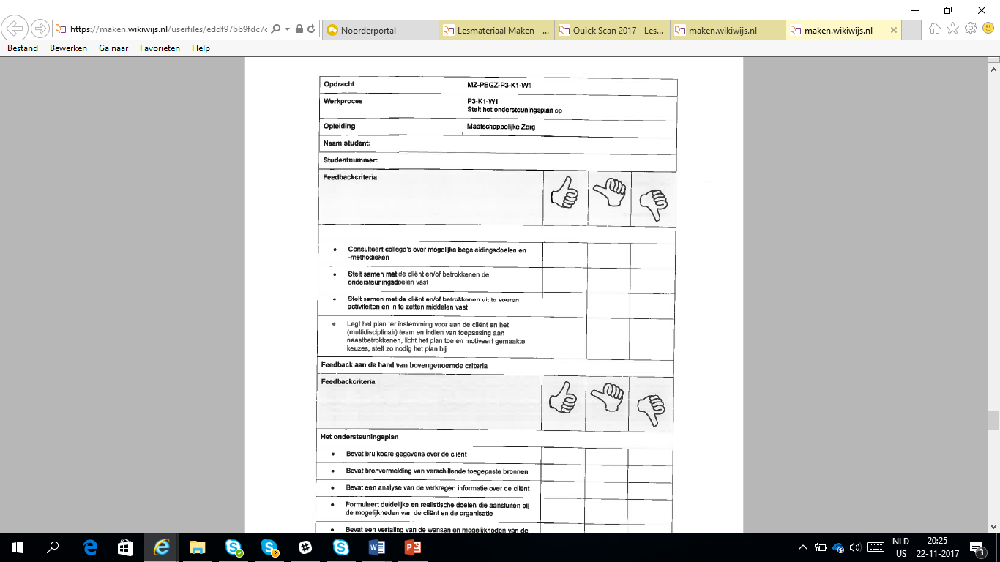 https://maken.wikiwijs.nl/userfiles/eddf97bb9fdc7c
Noorderportal
Lesmateriaal Maken - ...
Quick Scan 2017 - Les...
maken.wikiwijs.nl
maken.wikiwijs.nl
Bestand Bewerken Ga naar Favorieten Help
Opdracht MZ-PBGZ-P3-K1-W1
Werkproces P3-K1-W1
Stelt het ondersteuningsplan op
Opleiding Maatschappelijke Zorg
Naam student:
Studentnummer:
Feedbackcriteria
• Consulteert collega's over mogelijke begeleidingsdoelen en
-methodieken
• Stelt samen met de cliënt en/of betrokkenen de
ondersteuningsdoelen vast
• Stelt samen met de cliënt en/of betrokkenen uit te voeren
activiteiten en in te zetten middelen vast
• Legt het plan ter instemming voor aan de cliënt en het
(multidisciplinair) team en indien van toepassing aan
naastbetrokkenen, licht het plan toe en motiveert gemaakte
keuzes, stelt zo nodig het plan bij
Feedback aan de hand van bovengenoemde criteria
Feedbackcriteria
Het ondersteuningsplan
• Bevat bruikbare gegevens over de cliënt
• Bevat bronvermelding van verschillende toegepaste bronnen
• Bevat een analyse van de verkregen informatie over de cliënt
• Formuleert duidelijke en realistische doelen die aansluiten bij
de mogelijkheden van de cliënt en de organisatie
• Bevat een vertaling van de wensen en mogelijkheden van de
2
NLD 20:25
US 22-11-2017
3